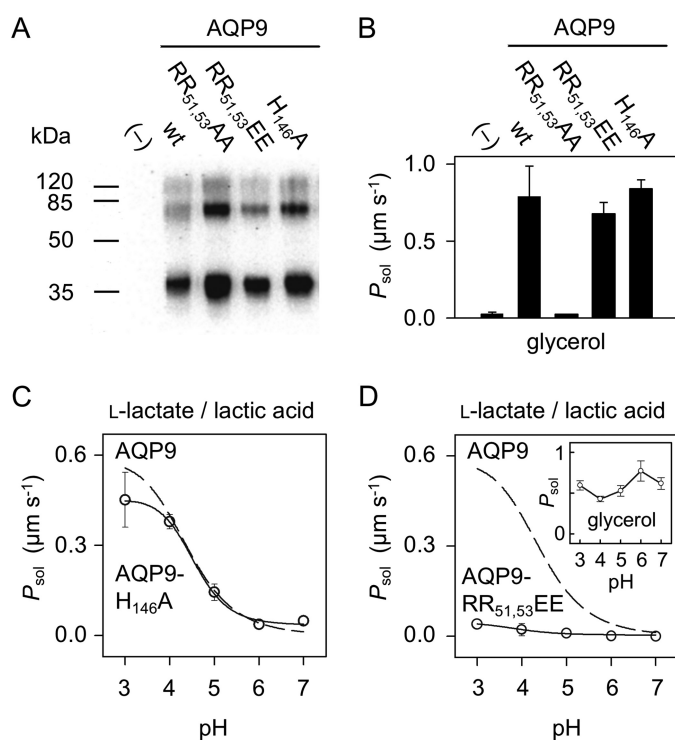 A
AQP9
kDa
(–)
wt
RR51,53AA
RR51,53EE
H146A
120
85
50
35
B
AQP9
(–)
wt
RR51,53AA
RR51,53EE
H146A
Psol (µm s-1)
1.0
0.5
0.0
glycerol
C
L-lactate / lactic acid
AQP9
AQP9-
H146A
Psol (µm s-1)
0.6
0.3
0.0
3 4 5 6 7
pH
D
L-lactate / lactic acid
AQP9
AQP9-
RR51,53EE
Psol (µm s-1)
0.6
0.3
0.0
3 4 5 6 7
pH
Psol
0
1
glycerol
3 4 5 6 7
pH